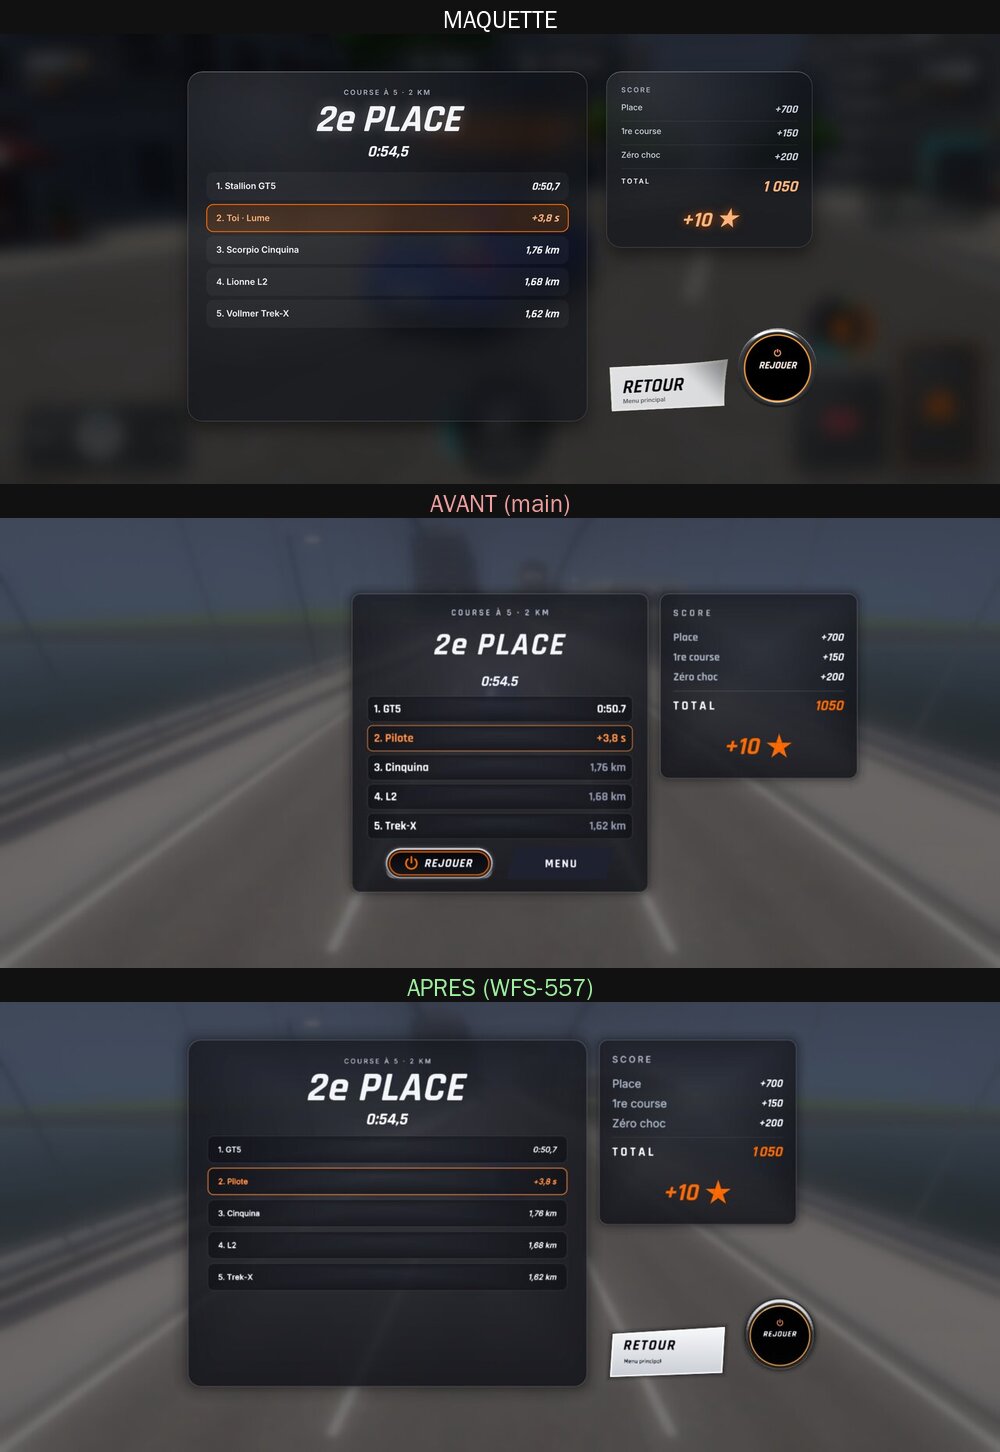 MAQUETTE
COURSE À 5 · 2 KM
2e PLACE
0:54,5
1. Stallion GT5 0:50,7
2. Toi · Lume +3,8 s
3. Scorpio Cinquina 1,76 km
4. Lionne L2 1,68 km
5. Vollmer Trek-X 1,62 km
SCORE
Place +700
1re course +150
Zéro choc +200
TOTAL 1 050
+10 ★
RETOUR
Menu principal
REJOUER
AVANT (main)
COURSE À 5 · 2 KM
2e PLACE
0:54.5
1. GT5 0:50.7
2. Pilote +3,8 s
3. Cinquina 1,76 km
4. L2 1,68 km
5. Trek-X 1,62 km
REJOUER MENU
SCORE
Place +700
1re course +150
Zéro choc +200
TOTAL 1050
+10 ★
APRES (WFS-557)
COURSE À 5 · 2 KM
2e PLACE
0:54,5
1. GT5 0:50,7
2. Pilote +3,8 s
3. Cinquina 1,76 km
4. L2 1,68 km
5. Trek-X 1,62 km
SCORE
Place +700
1re course +150
Zéro choc +200
TOTAL 1 050
+10 ★
RETOUR
Menu principal
REJOUER